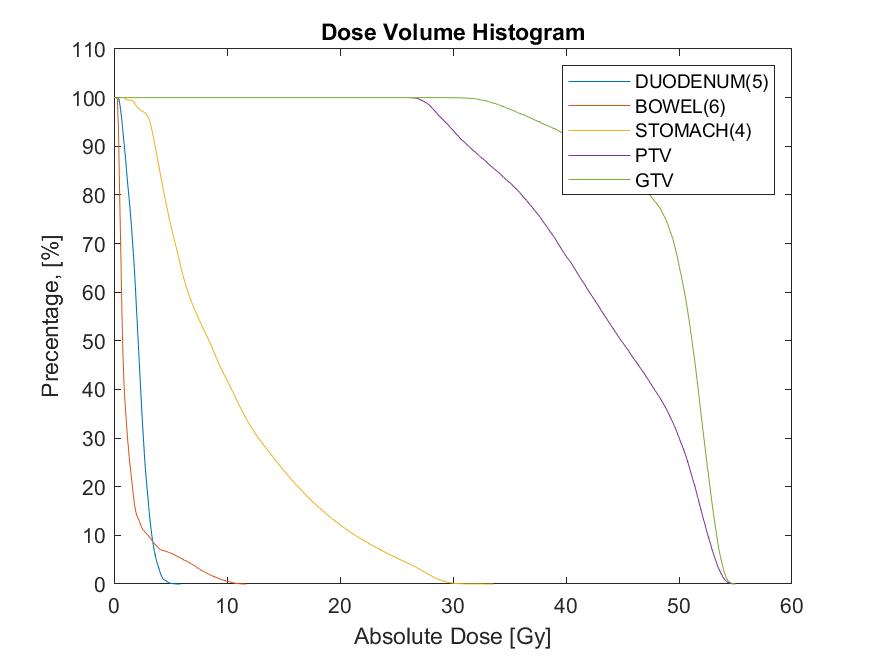 Dose Volume Histogram
110
100
90
80
70
60
50
40
30
20
10
0
Precentage, [%]
DUODENUM(5)
BOWEL(6)
STOMACH(4)
PTV
GTV
0 10 20 30 40 50 60
Absolute Dose [Gy]